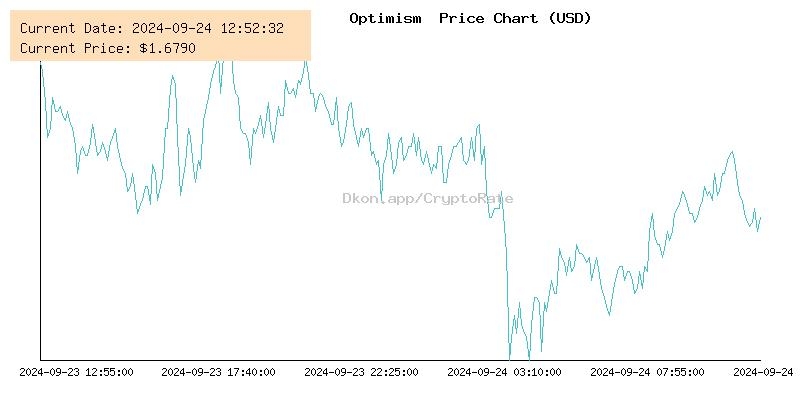 Optimism  Price Chart (USD)
Current Date: 2024-09-24 12:52:32
Current Price: $1.6790
Dkon.app/CryptoRate
2024-09-23 12:55:00 2024-09-23 17:40:00 2024-09-23 22:25:00 2024-09-24 03:10:00 2024-09-24 07:55:00 2024-09-24